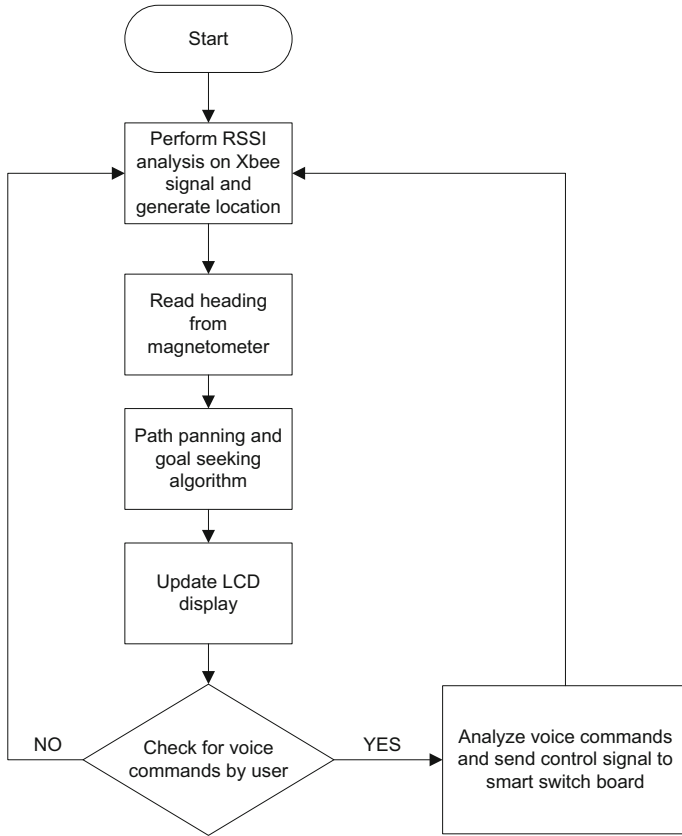 Start
Perform RSSI
analysis on Xbee
signal and
generate location
Read heading
from
magnetometer
Path panning and
goal seeking
algorithm
Update LCD
display
Check for voice
commands by user
NO
YES
Analyze voice commands
and send control signal to
smart switch board